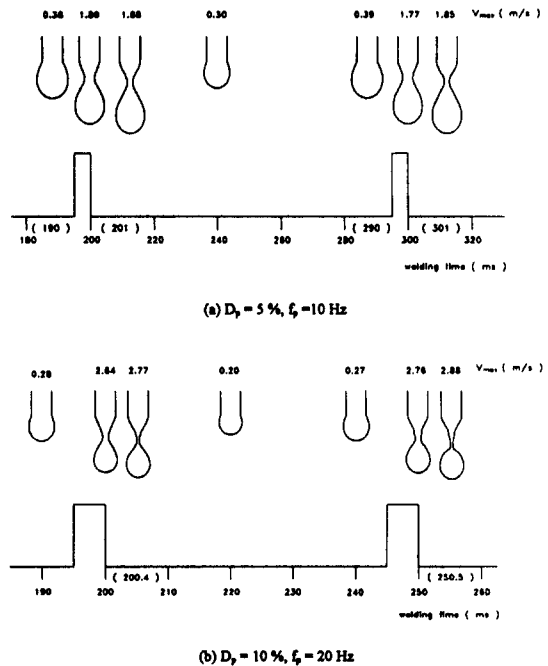 0.38 1.80 1.88 0.30 0.39 1.77 1.85 Vmax ( m/s )
( 190 ) ( 201 ) ( 290 ) ( 301 )
180 200 220 240 260 280 300 320
welding time ( ms )
(a) Dp = 5 %, fp =10 Hz
0.28 2.64 2.77 0.20 0.27 2.76 2.88 Vmax ( m/s )
( 200.4 ) ( 250.5 )
190 200 210 220 230 240 250 260
welding time ( ms )
(b) Dp = 10 %, fp = 20 Hz